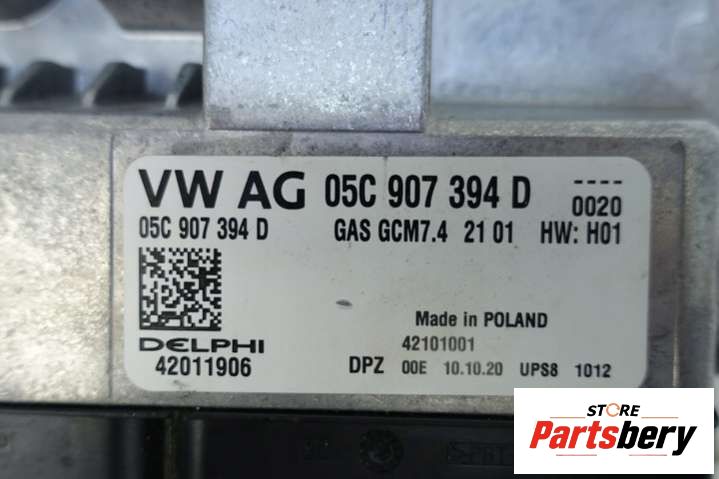 VW AG 05C 907 394 D ---- 0020
05C 907 394 D GAS GCM7.4 21 01 HW: H01
Made in POLAND
DELPHI 42101001
42011906 DPZ 00E 10.10.20 UPS8 1012
STORE
Partsbery